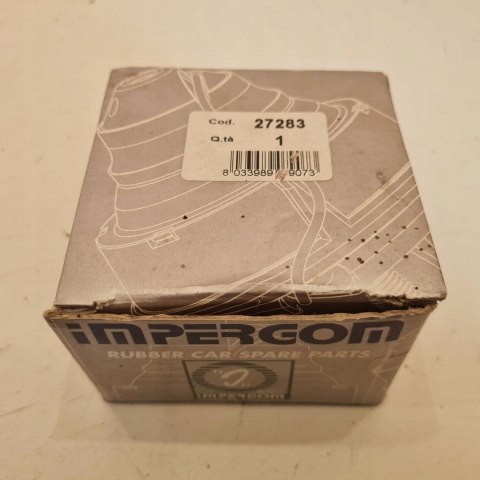 Cod. 27283
Q.tà 1
8 033989 9073
IMPERGOM
RUBBER CAR SPARE PARTS
IMPERGOM